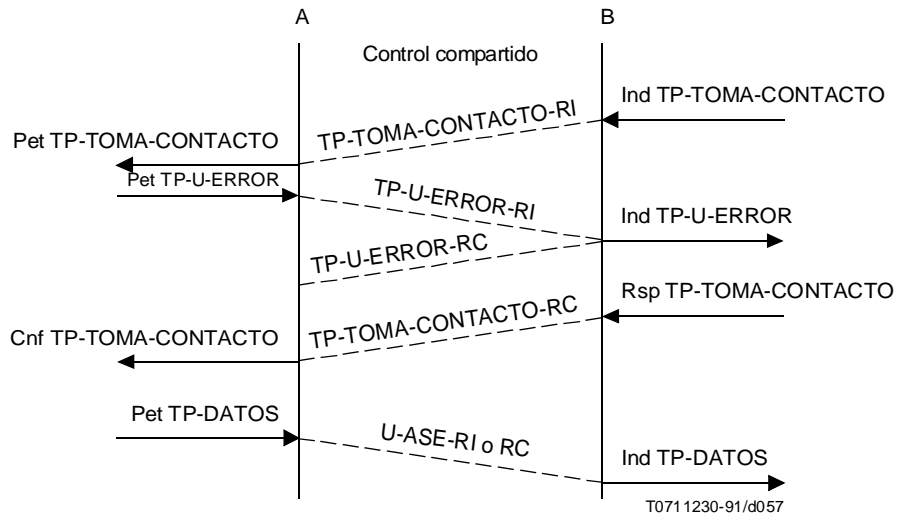 A
B
Control compartido
Ind TP-TOMA-CONTACTO
TP-TOMA-CONTACTO-RI
Pet TP-TOMA-CONTACTO
Pet TP-U-ERROR
TP-U-ERROR-RI
Ind TP-U-ERROR
TP-U-ERROR-RC
Rsp TP-TOMA-CONTACTO
TP-TOMA-CONTACTO-RC
Cnf TP-TOMA-CONTACTO
Pet TP-DATOS
U-ASE-RI o RC
Ind TP-DATOS
T0711230-91/d057